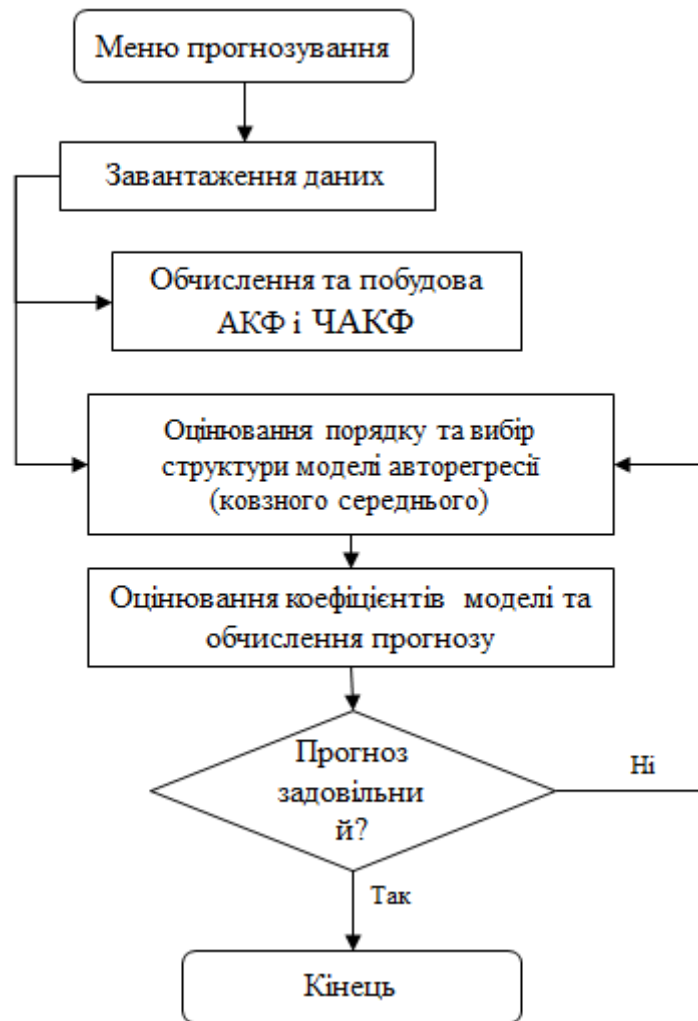 Меню прогнозування
Завантаження даних
Обчислення та побудова
АКФ і ЧАКФ
Оцінювання порядку та вибір
структури моделі авторегресії
(ковзного середнього)
Оцінювання коефіцієнтів моделі та
обчислення прогнозу
Прогноз
задовільни
й?
Ні
Так
Кінець